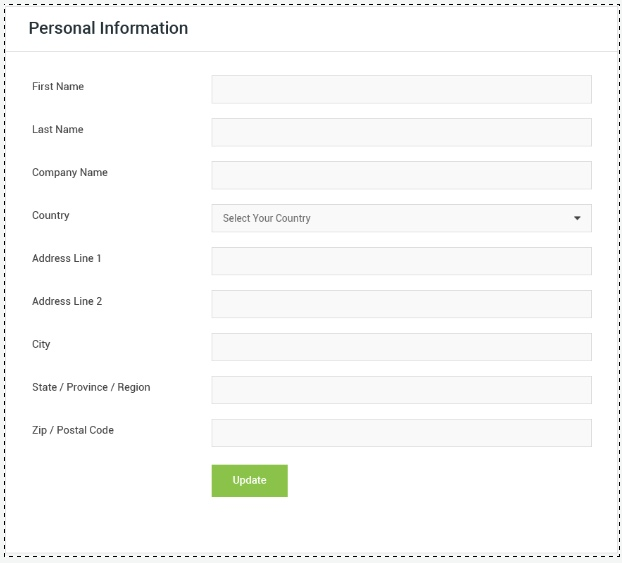 Personal Information
First Name
Last Name
Company Name
Country
Select Your Country
Address Line 1
Address Line 2
City
State / Province / Region
Zip / Postal Code
Update